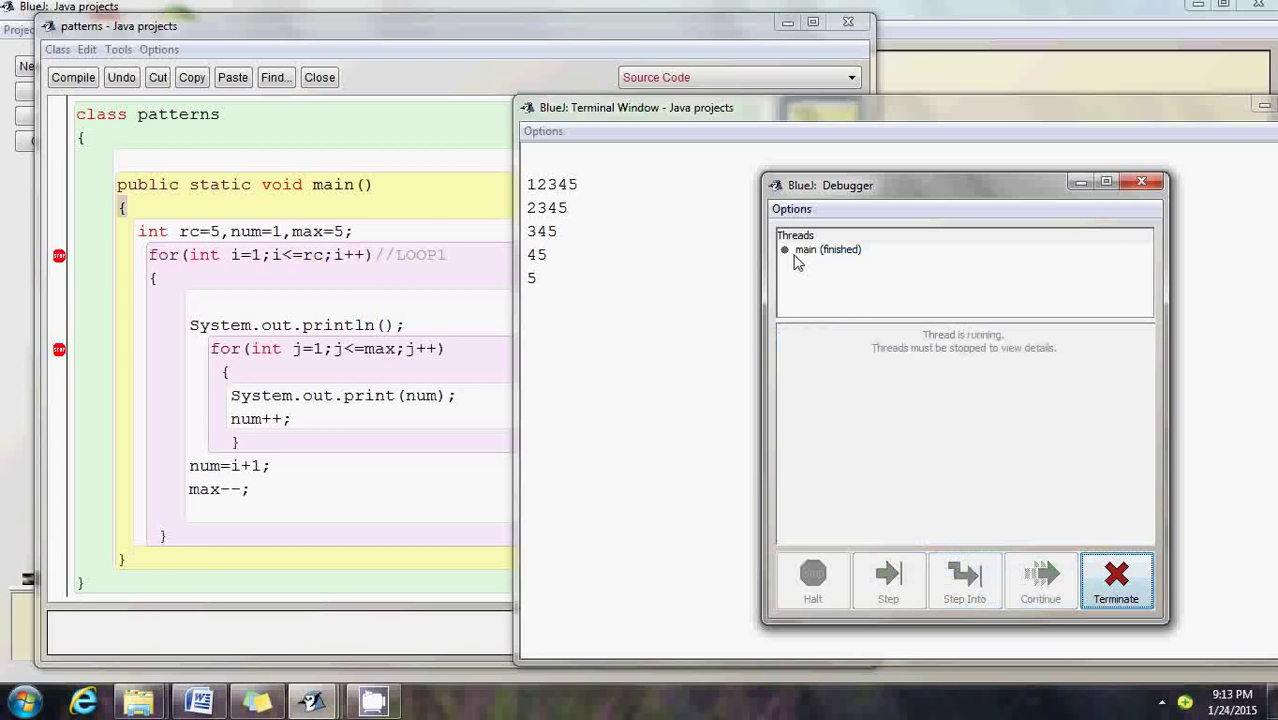 BlueJ: Java projects
patterns - Java projects
Class Edit Tools Options
Compile Undo Cut Copy Paste Find... Close
Source Code
class patterns
{
public static void main()
{
int rc=5,num=1,max=5;
for(int i=1;i<=rc;i++)//LOOP1
{
System.out.println();
for(int j=1;j<=max;j++)
{
System.out.print(num);
num++;
}
num=i+1;
max--;
}
}
}
BlueJ: Terminal Window - Java projects
Options
12345
2345
345
45
5
BlueJ: Debugger
Options
Threads
main (finished)
Thread is running.
Threads must be stopped to view details.
Halt Step Step Into Continue Terminate
9:13 PM
1/24/2015